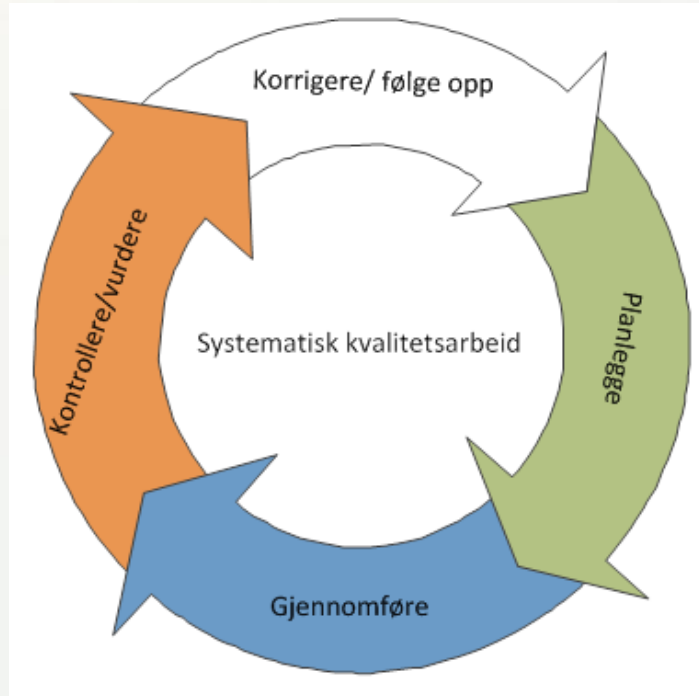 Korrigere/ følge opp
Planlegge
Gjennomføre
Kontrollere/vurdere
Systematisk kvalitetsarbeid